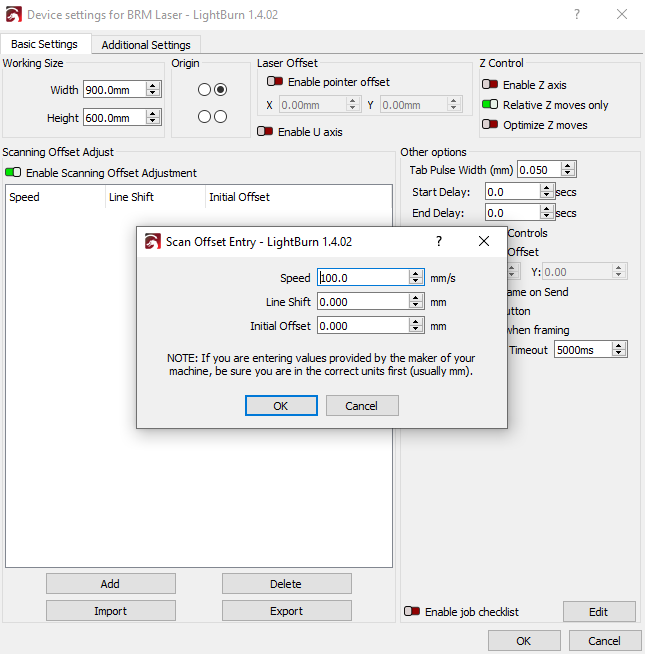 Device settings for BRM Laser - LightBurn 1.4.02
Basic Settings Additional Settings
Working Size
Width 900.0mm
Height 600.0mm
Origin
Laser Offset
Enable pointer offset
X 0.00mm Y 0.00mm
Enable U axis
Z Control
Enable Z axis
Relative Z moves only
Optimize Z moves
Scanning Offset Adjust
Enable Scanning Offset Adjustment
Speed Line Shift Initial Offset
Other options
Tab Pulse Width (mm) 0.050
Start Delay: 0.0 secs
End Delay: 0.0 secs
Controls
Offset
Y: 0.00
ame on Send
utton
when framing
Timeout 5000ms
Scan Offset Entry - LightBurn 1.4.02
Speed 100.0 mm/s
Line Shift 0.000 mm
Initial Offset 0.000 mm
NOTE: If you are entering values provided by the maker of your
machine, be sure you are in the correct units first (usually mm).
OK Cancel
Add Delete
Import Export
Enable job checklist Edit
OK Cancel